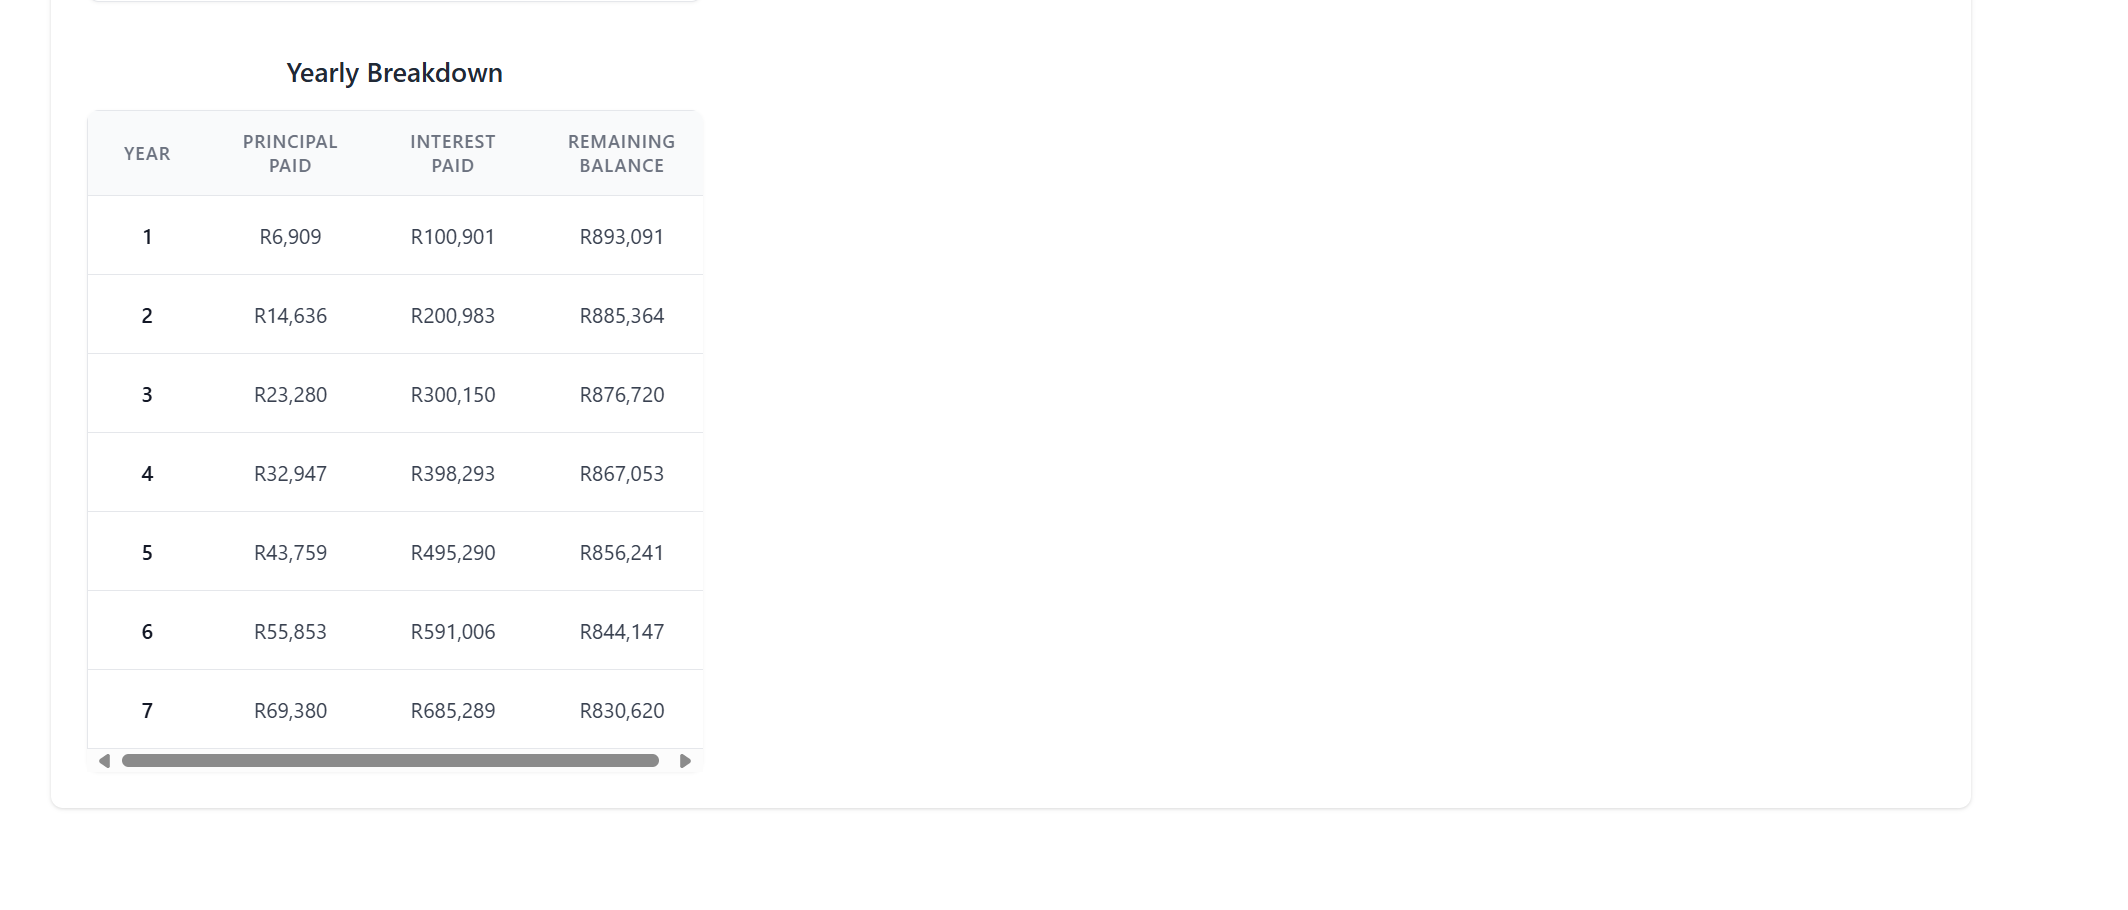 Yearly Breakdown
YEAR PRINCIPAL PAID INTEREST PAID REMAINING BALANCE
1 R6,909 R100,901 R893,091
2 R14,636 R200,983 R885,364
3 R23,280 R300,150 R876,720
4 R32,947 R398,293 R867,053
5 R43,759 R495,290 R856,241
6 R55,853 R591,006 R844,147
7 R69,380 R685,289 R830,620